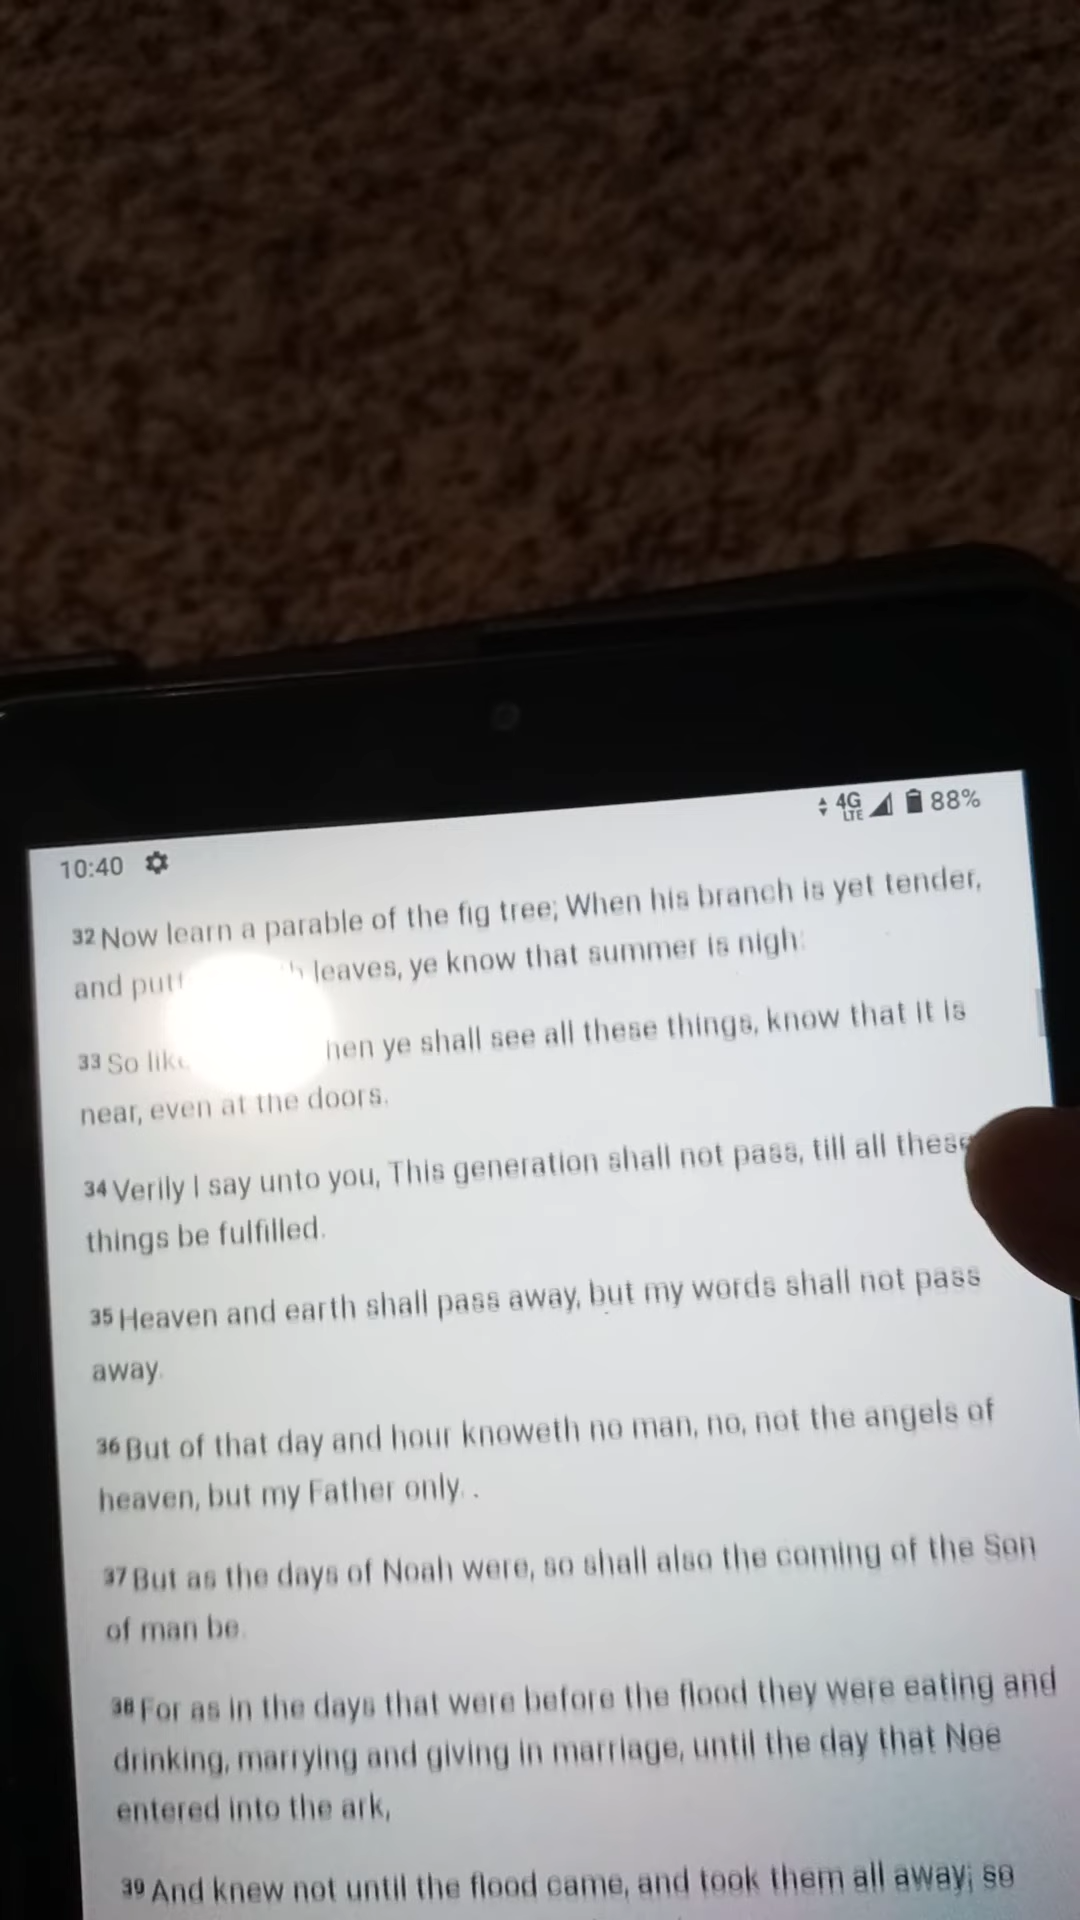 10:40 4G LTE 88%
32 Now learn a parable of the fig tree; When his branch is yet tender,
and leaves, ye know that summer is nigh:
33 So ye shall see all these things, know that it is
near, even at the doors.
34 Verily I say unto you, This generation shall not pass, till all these
things be fulfilled.
35 Heaven and earth shall pass away, but my words shall not pass
away.
36 But of that day and hour knoweth no man, no, not the angels of
heaven, but my Father only. .
37 But as the days of Noah were, so shall also the coming of the Son
of man be.
38 For as in the days that were before the flood they were eating and
drinking, marrying and giving in marriage, until the day that Noe
entered into the ark,
39 And knew not until the flood came, and took them all away; so